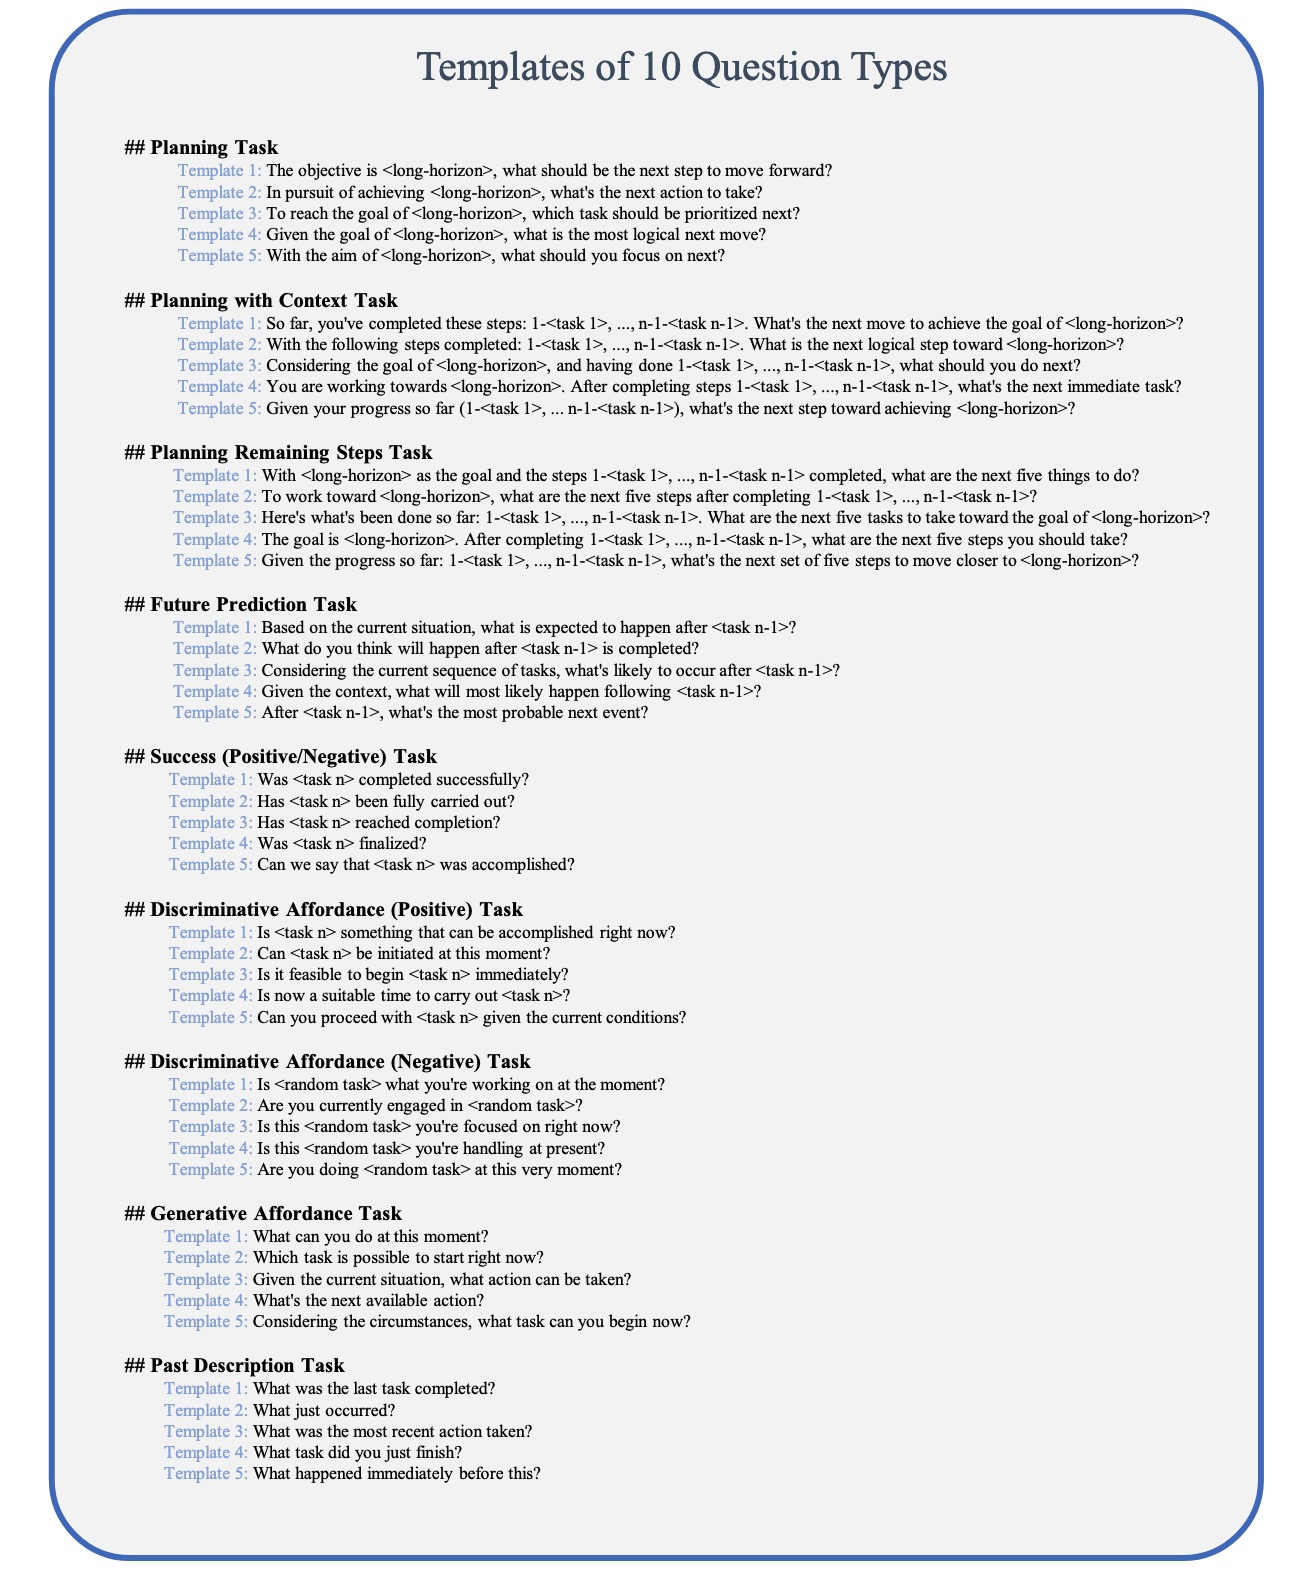 Templates of 10 Question Types
## Planning Task
Template 1: The objective is <long-horizon>, what should be the next step to move forward?
Template 2: In pursuit of achieving <long-horizon>, what's the next action to take?
Template 3: To reach the goal of <long-horizon>, which task should be prioritized next?
Template 4: Given the goal of <long-horizon>, what is the most logical next move?
Template 5: With the aim of <long-horizon>, what should you focus on next?
## Planning with Context Task
Template 1: So far, you've completed these steps: 1-<task 1>, ..., n-1-<task n-1>. What's the next move to achieve the goal of <long-horizon>?
Template 2: With the following steps completed: 1-<task 1>, ..., n-1-<task n-1>. What is the next logical step toward <long-horizon>?
Template 3: Considering the goal of <long-horizon>, and having done 1-<task 1>, ..., n-1-<task n-1>, what should you do next?
Template 4: You are working towards <long-horizon>. After completing steps 1-<task 1>, ..., n-1-<task n-1>, what's the next immediate task?
Template 5: Given your progress so far (1-<task 1>, ... n-1-<task n-1>), what's the next step toward achieving <long-horizon>?
## Planning Remaining Steps Task
Template 1: With <long-horizon> as the goal and the steps 1-<task 1>, ..., n-1-<task n-1> completed, what are the next five things to do?
Template 2: To work toward <long-horizon>, what are the next five steps after completing 1-<task 1>, ..., n-1-<task n-1>?
Template 3: Here's what's been done so far: 1-<task 1>, ..., n-1-<task n-1>. What are the next five tasks to take toward the goal of <long-horizon>?
Template 4: The goal is <long-horizon>. After completing 1-<task 1>, ..., n-1-<task n-1>, what are the next five steps you should take?
Template 5: Given the progress so far: 1-<task 1>, ..., n-1-<task n-1>, what's the next set of five steps to move closer to <long-horizon>?
## Future Prediction Task
Template 1: Based on the current situation, what is expected to happen after <task n-1>?
Template 2: What do you think will happen after <task n-1> is completed?
Template 3: Considering the current sequence of tasks, what's likely to occur after <task n-1>?
Template 4: Given the context, what will most likely happen following <task n-1>?
Template 5: After <task n-1>, what's the most probable next event?
## Success (Positive/Negative) Task
Template 1: Was <task n> completed successfully?
Template 2: Has <task n> been fully carried out?
Template 3: Has <task n> reached completion?
Template 4: Was <task n> finalized?
Template 5: Can we say that <task n> was accomplished?
## Discriminative Affordance (Positive) Task
Template 1: Is <task n> something that can be accomplished right now?
Template 2: Can <task n> be initiated at this moment?
Template 3: Is it feasible to begin <task n> immediately?
Template 4: Is now a suitable time to carry out <task n>?
Template 5: Can you proceed with <task n> given the current conditions?
## Discriminative Affordance (Negative) Task
Template 1: Is <random task> what you're working on at the moment?
Template 2: Are you currently engaged in <random task>?
Template 3: Is this <random task> you're focused on right now?
Template 4: Is this <random task> you're handling at present?
Template 5: Are you doing <random task> at this very moment?
## Generative Affordance Task
Template 1: What can you do at this moment?
Template 2: Which task is possible to start right now?
Template 3: Given the current situation, what action can be taken?
Template 4: What's the next available action?
Template 5: Considering the circumstances, what task can you begin now?
## Past Description Task
Template 1: What was the last task completed?
Template 2: What just occurred?
Template 3: What was the most recent action taken?
Template 4: What task did you just finish?
Template 5: What happened immediately before this?